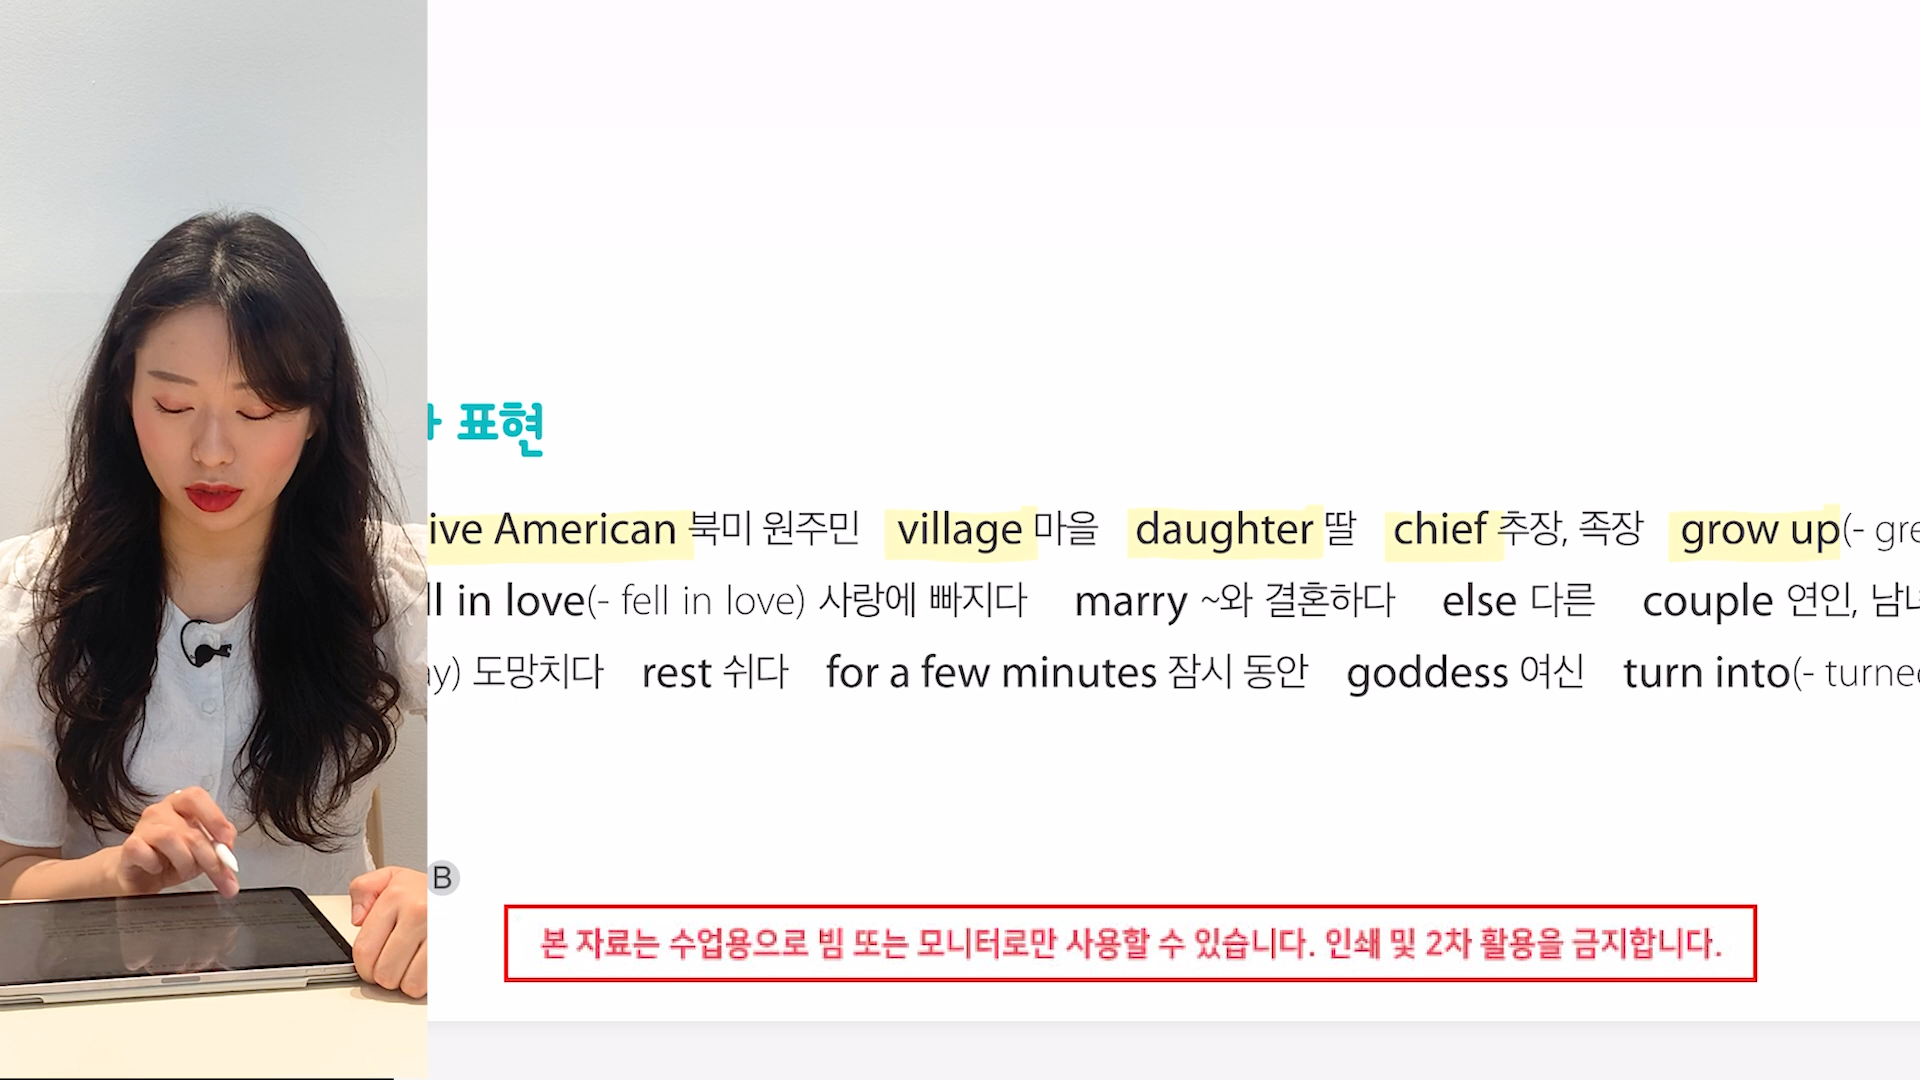 표현
ive American 북미 원주민 village 마을 daughter 딸 chief 추장, 족장 grow up(- gre
ll in love(- fell in love) 사랑에 빠지다 marry ~와 결혼하다 else 다른 couple 연인, 남녀
ay) 도망치다 rest 쉬다 for a few minutes 잠시 동안 goddess 여신 turn into(- turned
B
본 자료는 수업용으로 빔 또는 모니터로만 사용할 수 있습니다. 인쇄 및 2차 활용을 금지합니다.